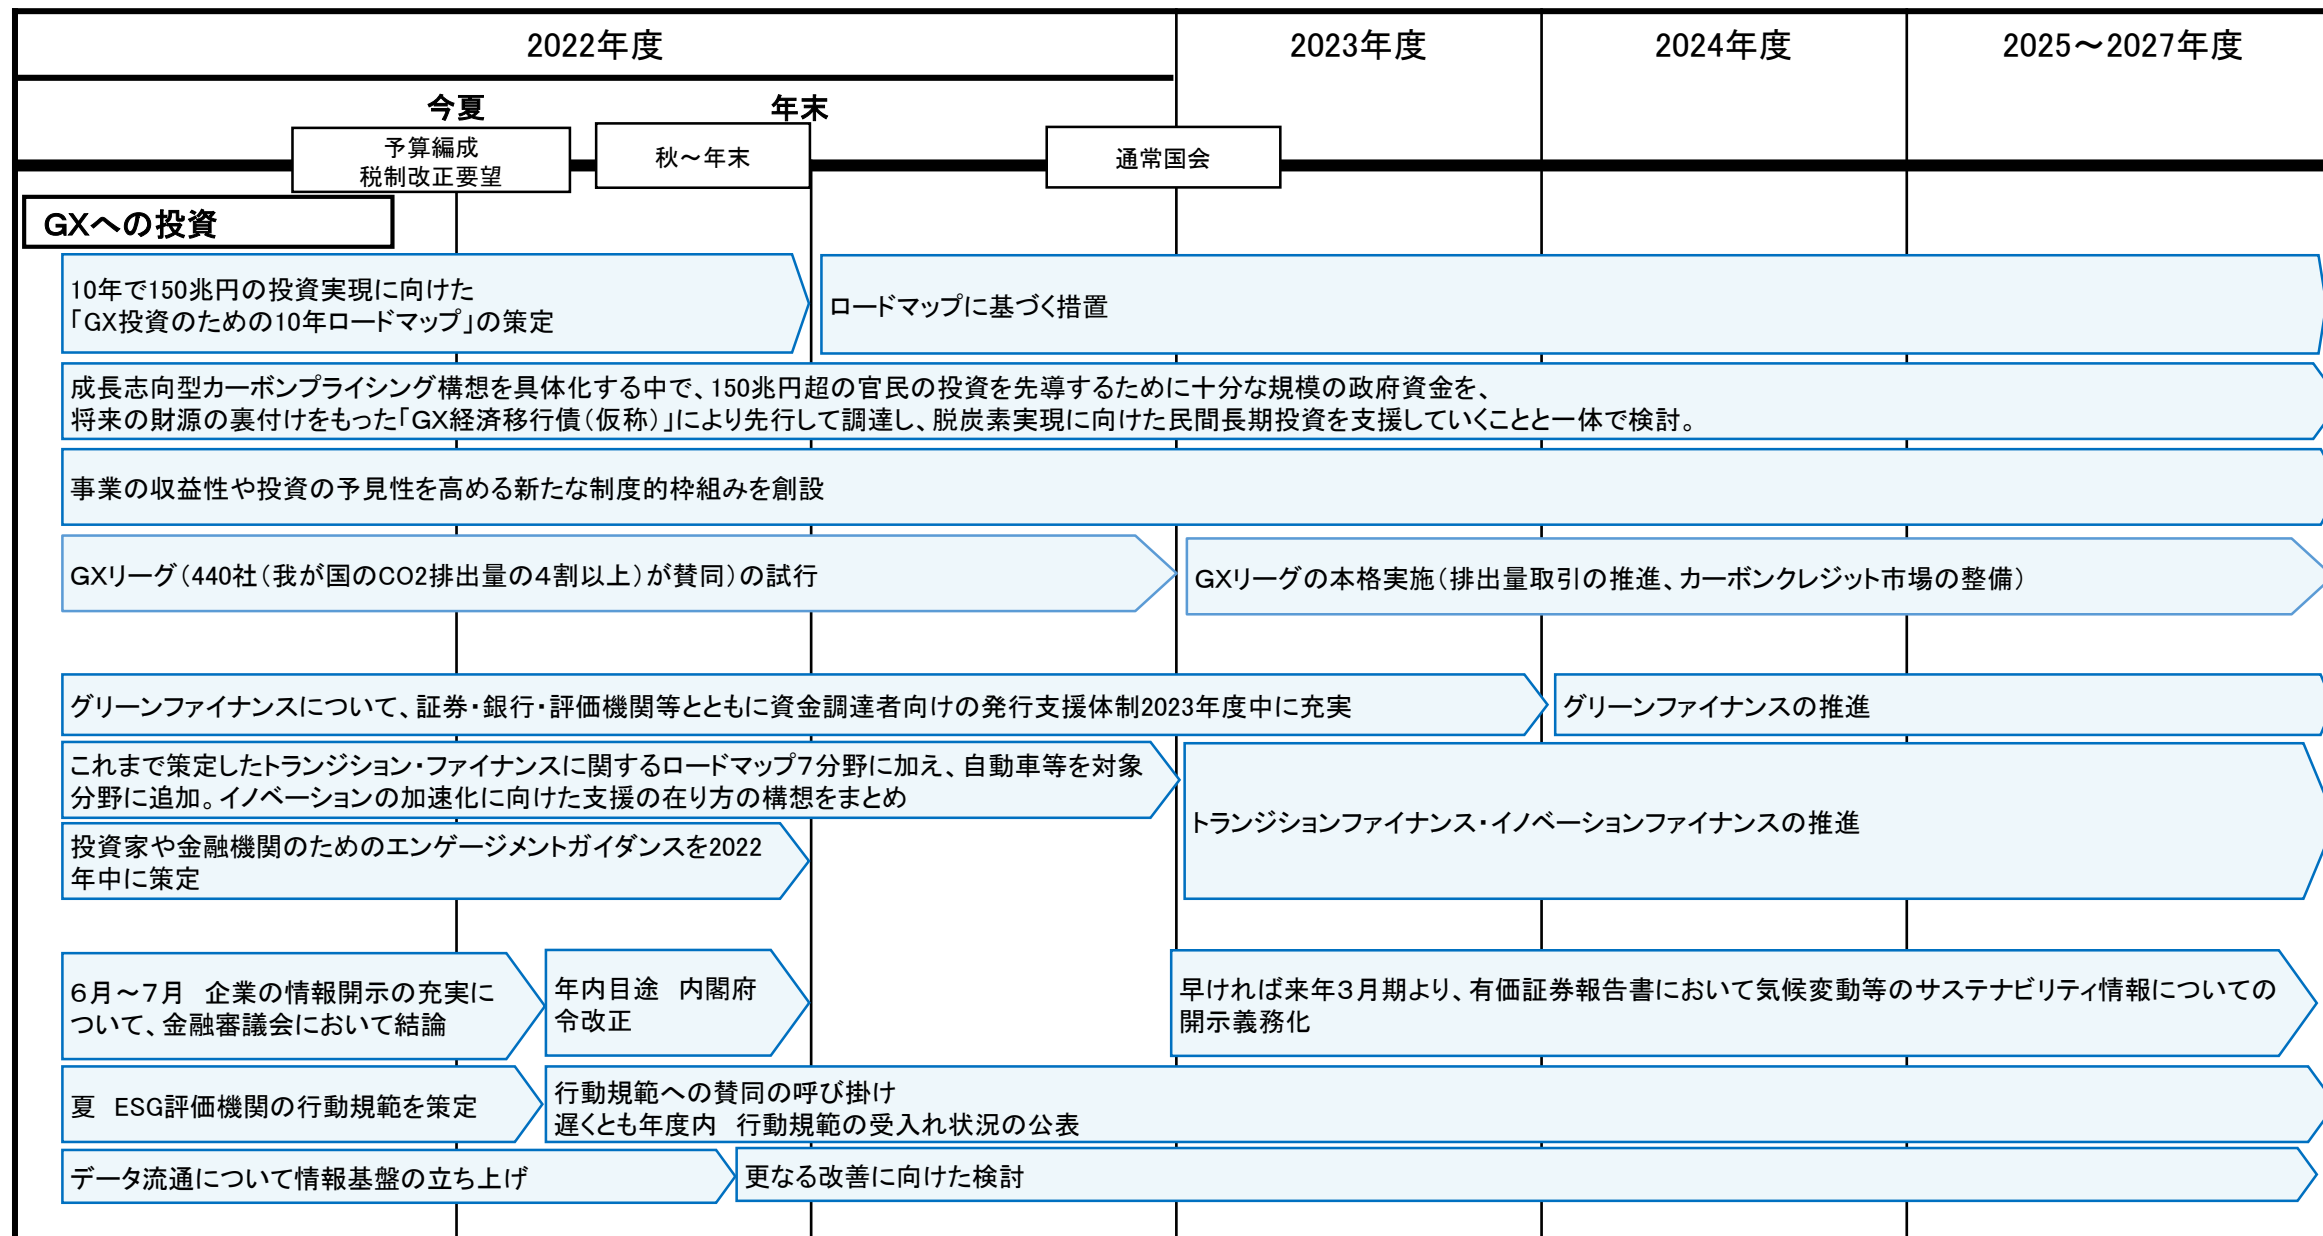 2022年度
2023年度
2024年度
2025～2027年度
今夏
年末
予算編成
税制改正要望
秋～年末
通常国会
GXへの投資
10年で150兆円の投資実現に向けた
「GX投資のための10年ロードマップ」の策定
ロードマップに基づく措置
成長志向型カーボンプライシング構想を具体化する中で、150兆円超の官民の投資を先導するために十分な規模の政府資金を、
将来の財源の裏付けをもった「GX経済移行債（仮称）」により先行して調達し、脱炭素実現に向けた民間長期投資を支援していくことと一体で検討。
事業の収益性や投資の予見性を高める新たな制度的枠組みを創設
GXリーグ（440社（我が国のCO2排出量の４割以上）が賛同）の試行
GXリーグの本格実施（排出量取引の推進、カーボンクレジット市場の整備）
グリーンファイナンスについて、証券・銀行・評価機関等とともに資金調達者向けの発行支援体制2023年度中に充実
グリーンファイナンスの推進
これまで策定したトランジション・ファイナンスに関するロードマップ７分野に加え、自動車等を対象
分野に追加。イノベーションの加速化に向けた支援の在り方の構想をまとめ
トランジションファイナンス・イノベーションファイナンスの推進
投資家や金融機関のためのエンゲージメントガイダンスを2022
年中に策定
６月～７月　企業の情報開示の充実に
ついて、金融審議会において結論
年内目途　内閣府
令改正
早ければ来年３月期より、有価証券報告書において気候変動等のサステナビリティ情報についての
開示義務化
夏　ESG評価機関の行動規範を策定
行動規範への賛同の呼び掛け
遅くとも年度内　行動規範の受入れ状況の公表
データ流通について情報基盤の立ち上げ
更なる改善に向けた検討